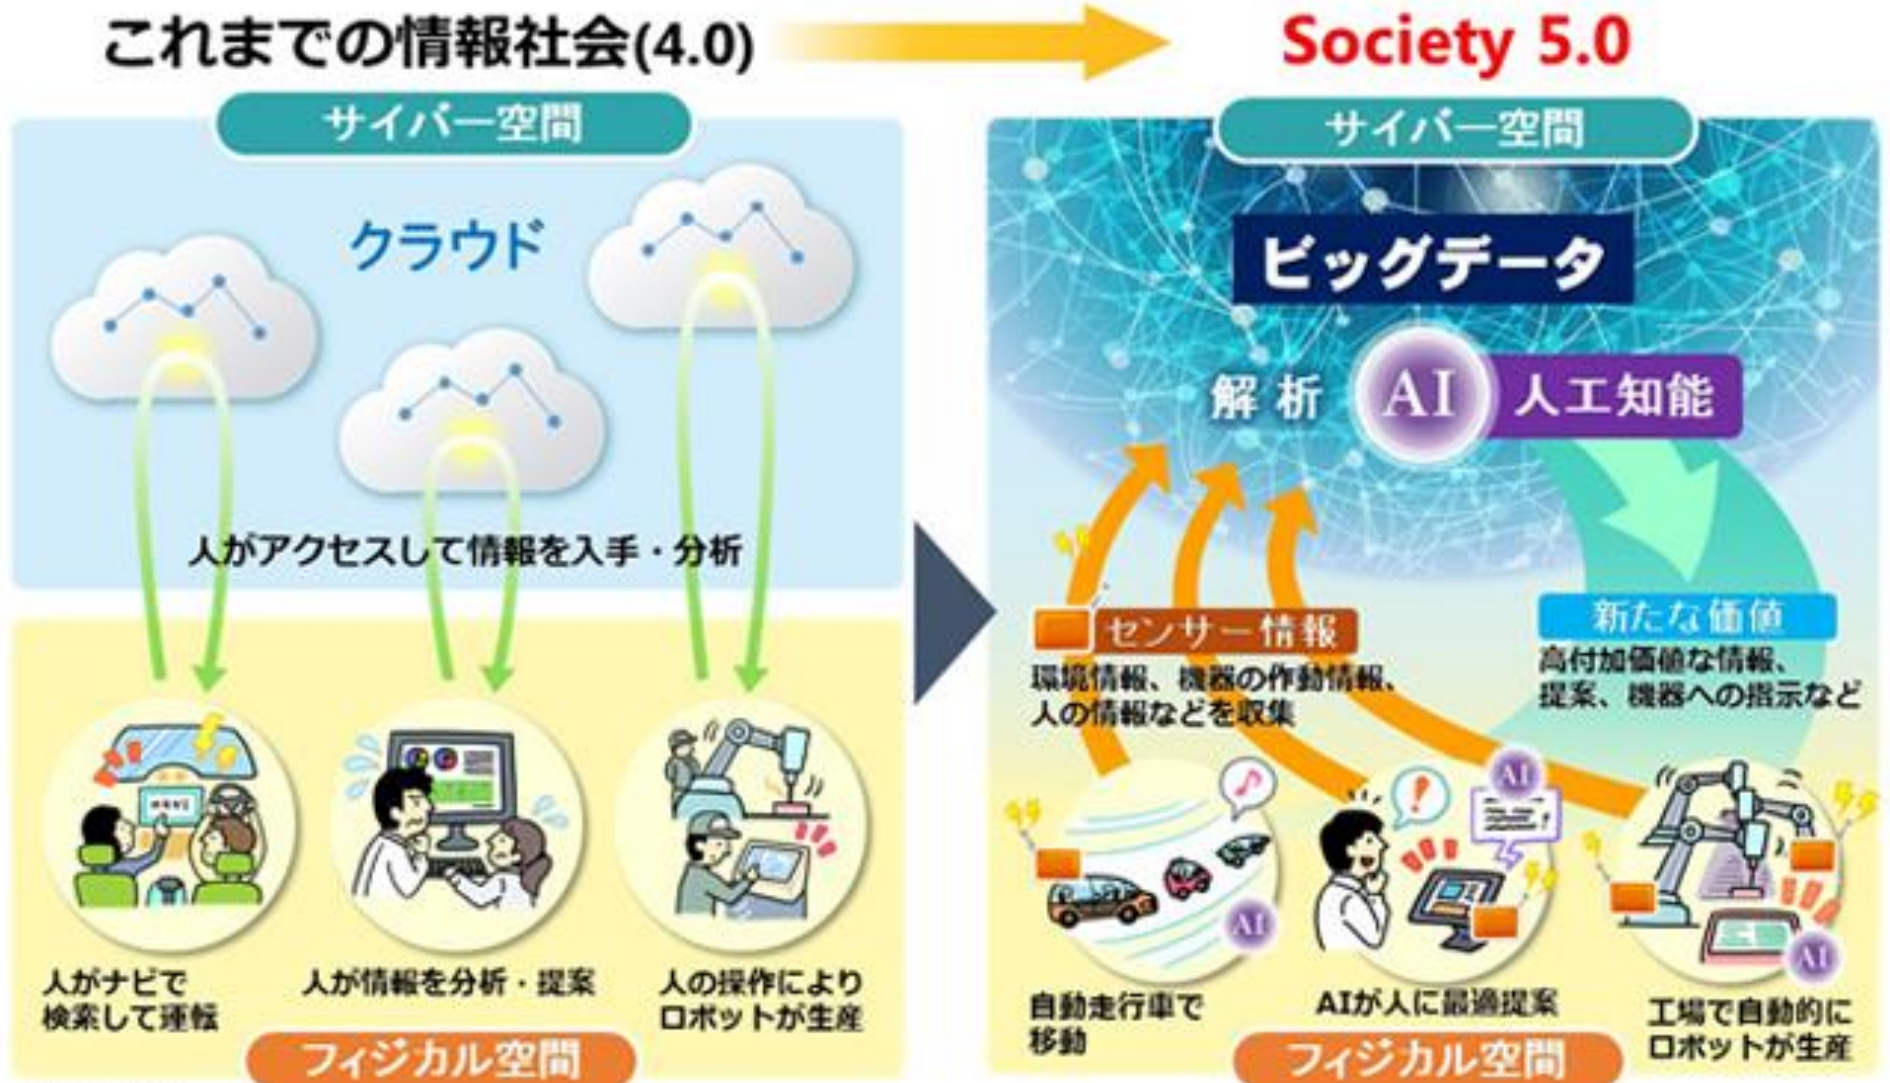 これまでの情報社会(4.0)
Society 5.0
サイバー空間
クラウド
人がアクセスして情報を入手・分析
人がナビで
検索して運転
人が情報を分析・提案
人の操作により
ロボットが生産
フィジカル空間
サイバー空間
ビッグデータ
解析 AI 人工知能
センサー情報
環境情報、機器の作動情報、
人の情報などを収集
新たな価値
高付加価値な情報、
提案、機器への指示など
AI
AI
AI
自動走行車で
移動
AIが人に最適提案
工場で自動的に
ロボットが生産
フィジカル空間